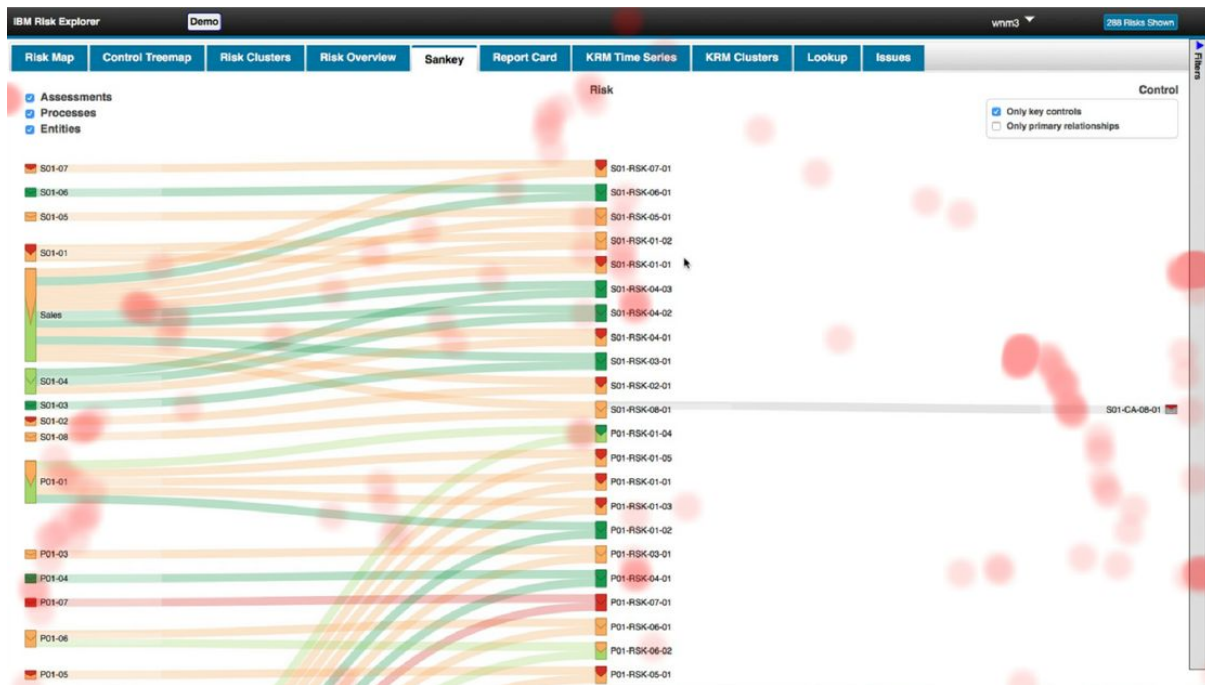 IBM Risk Explorer Demo wnm3 288 Risks Shown
Risk Map Control Treemap Risk Clusters Risk Overview Sankey Report Card KRM Time Series KRM Clusters Lookup Issues
Filters
Assessments
Processes
Entities
Risk
Control
Only key controls
Only primary relationships
S01-07
S01-06
S01-05
S01-01
Sales
S01-04
S01-03
S01-02
S01-08
P01-01
P01-03
P01-04
P01-07
P01-06
P01-05
S01-RSK-07-01
S01-RSK-06-01
S01-RSK-05-01
S01-RSK-01-02
S01-RSK-01-01
S01-RSK-04-03
S01-RSK-04-02
S01-RSK-04-01
S01-RSK-03-01
S01-RSK-02-01
S01-RSK-08-01
P01-RSK-01-04
P01-RSK-01-05
P01-RSK-01-01
P01-RSK-01-03
P01-RSK-01-02
P01-RSK-03-01
P01-RSK-04-01
P01-RSK-07-01
P01-RSK-06-01
P01-RSK-06-02
P01-RSK-05-01
S01-CA-08-01